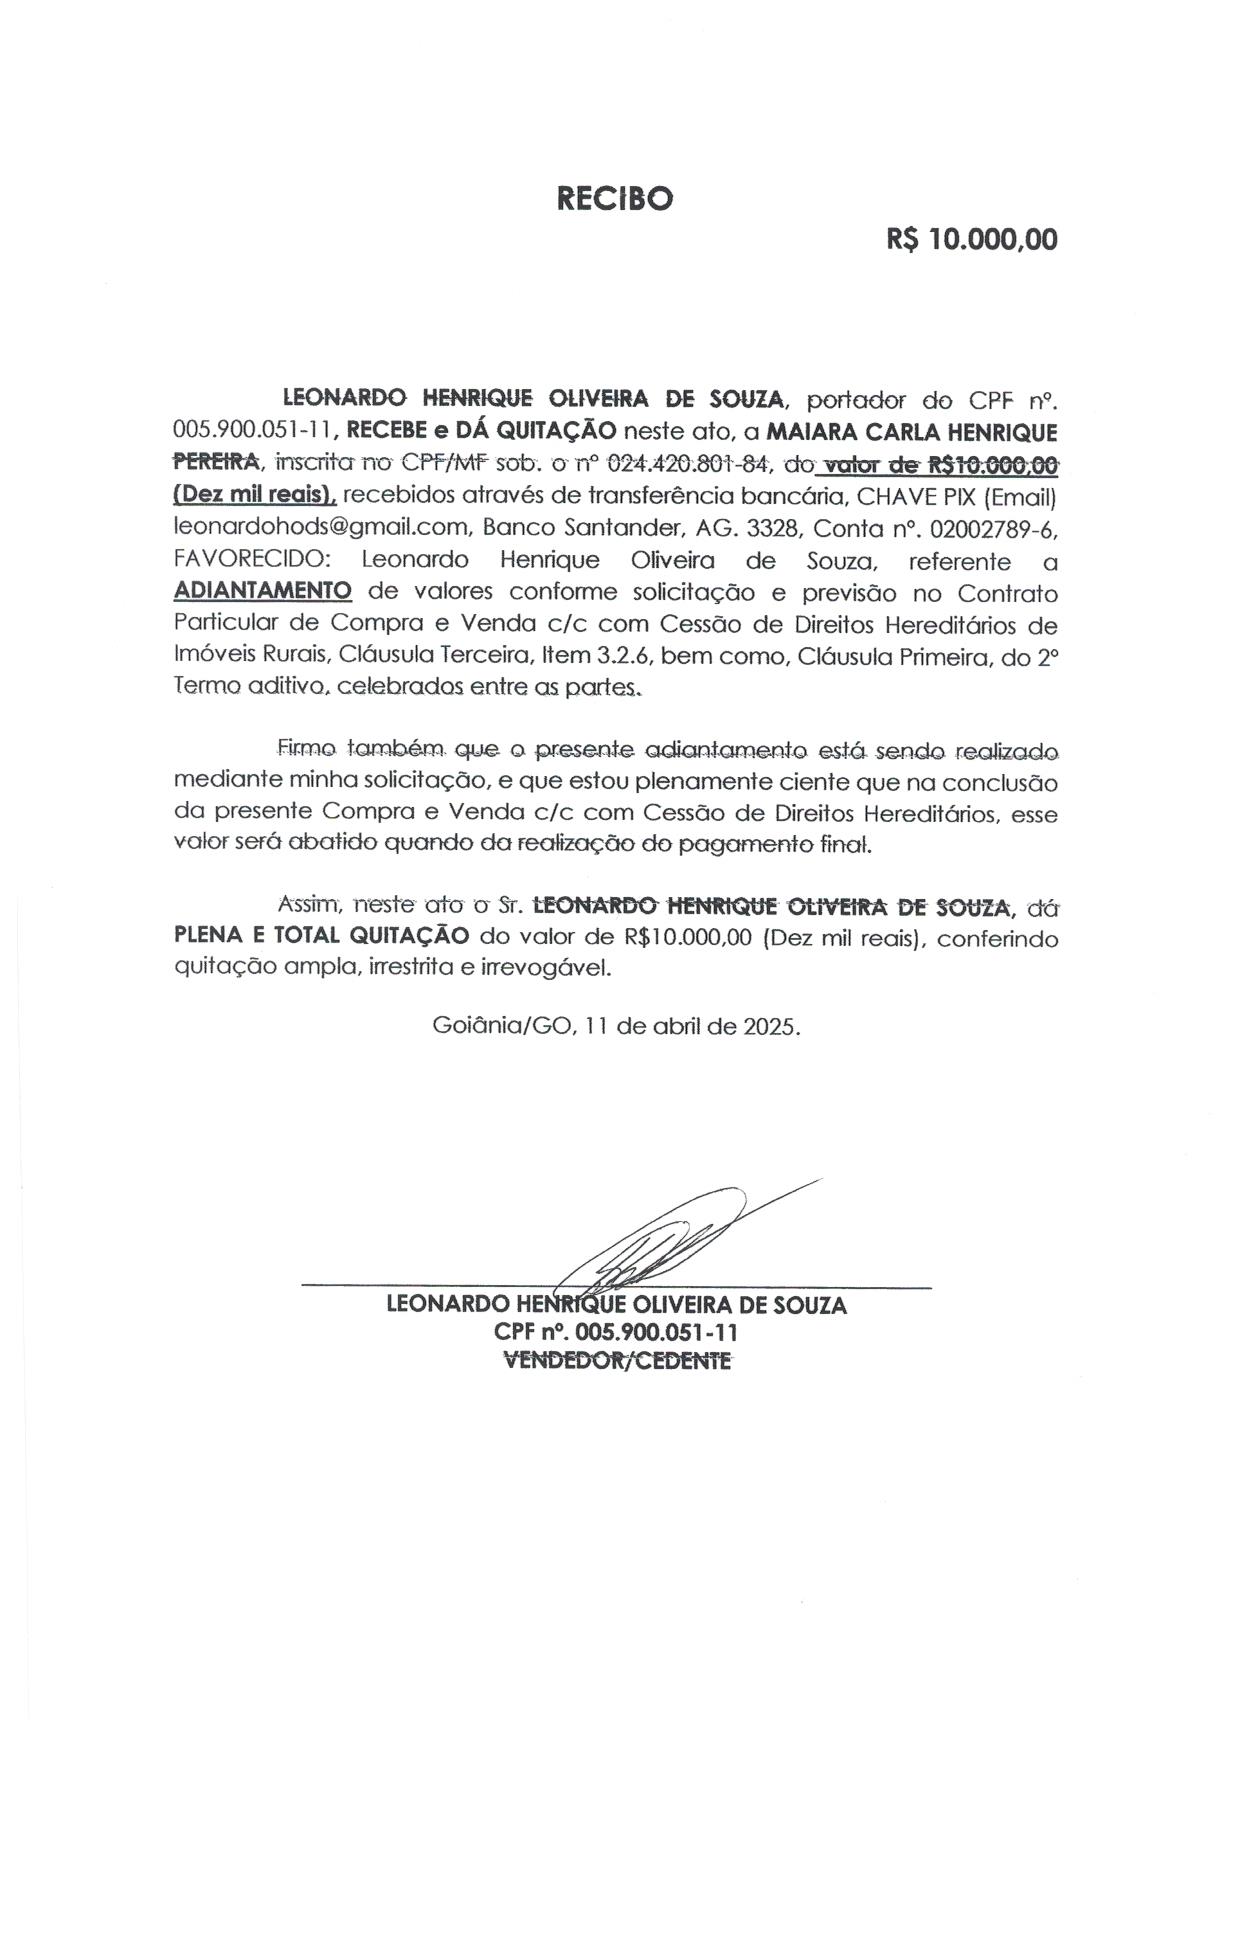 RECIBO
R$ 10.000,00
LEONARDO HENRIQUE OLIVEIRA DE SOUZA, portador do CPF nº.
005.900.051-11, RECEBE e DÁ QUITAÇÃO neste ato, a MAIARA CARLA HENRIQUE
PEREIRA, inscrita no CPF/MF sob. o nº 024.420.801-84, do valor de R$10.000,00
(Dez mil reais), recebidos através de transferência bancária, CHAVE PIX (Email)
leonardohods@gmail.com, Banco Santander, AG. 3328, Conta nº. 02002789-6,
FAVORECIDO: Leonardo Henrique Oliveira de Souza, referente a
ADIANTAMENTO de valores conforme solicitação e previsão no Contrato
Particular de Compra e Venda c/c com Cessão de Direitos Hereditários de
Imóveis Rurais, Cláusula Terceira, Item 3.2.6, bem como, Cláusula Primeira, do 2º
Termo aditivo, celebrados entre as partes.
Firmo também que o presente adiantamento está sendo realizado
mediante minha solicitação, e que estou plenamente ciente que na conclusão
da presente Compra e Venda c/c com Cessão de Direitos Hereditários, esse
valor será abatido quando da realização do pagamento final.
Assim, neste ato o Sr. LEONARDO HENRIQUE OLIVEIRA DE SOUZA, dá
PLENA E TOTAL QUITAÇÃO do valor de R$10.000,00 (Dez mil reais), conferindo
quitação ampla, irrestrita e irrevogável.
Goiânia/GO, 11 de abril de 2025.
LEONARDO HENRIQUE OLIVEIRA DE SOUZA
CPF nº. 005.900.051-11
VENDEDOR/CEDENTE